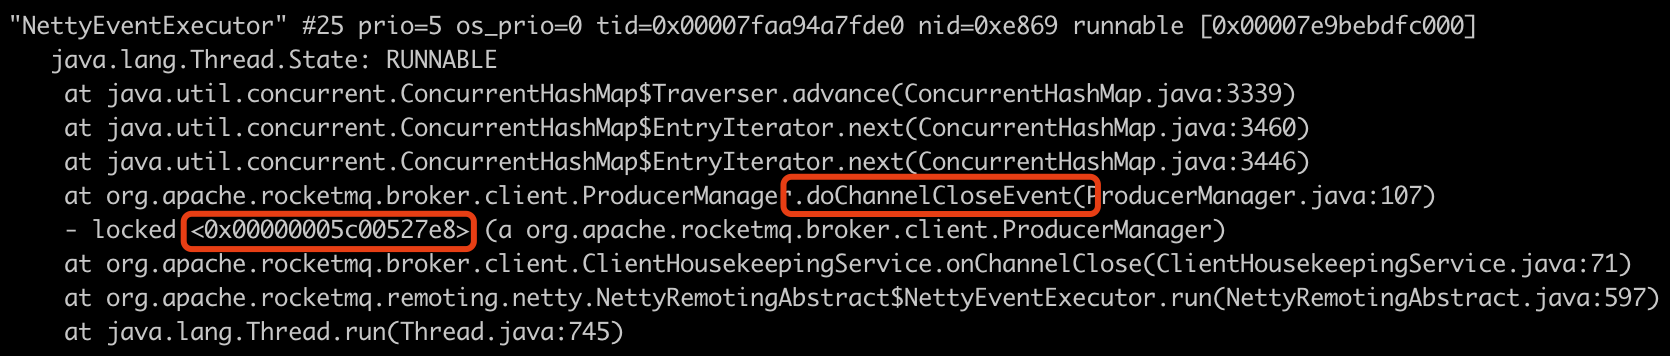 "NettyEventExecutor" #25 prio=5 os_prio=0 tid=0x00007faa94a7fde0 nid=0xe869 runnable [0x00007e9bebdfc000]
java.lang.Thread.State: RUNNABLE
at java.util.concurrent.ConcurrentHashMap$Traverser.advance(ConcurrentHashMap.java:3339)
at java.util.concurrent.ConcurrentHashMap$EntryIterator.next(ConcurrentHashMap.java:3460)
at java.util.concurrent.ConcurrentHashMap$EntryIterator.next(ConcurrentHashMap.java:3446)
at org.apache.rocketmq.broker.client.ProducerManager.doChannelCloseEvent(ProducerManager.java:107)
- locked <0x00000005c00527e8> (a org.apache.rocketmq.broker.client.ProducerManager)
at org.apache.rocketmq.broker.client.ClientHousekeepingService.onChannelClose(ClientHousekeepingService.java:71)
at org.apache.rocketmq.remoting.netty.NettyRemotingAbstract$NettyEventExecutor.run(NettyRemotingAbstract.java:597)
at java.lang.Thread.run(Thread.java:745)